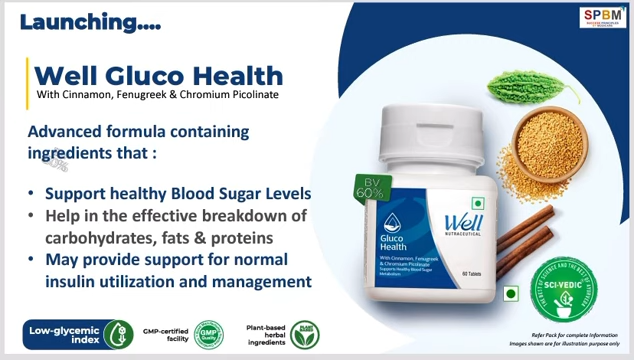 Launching....
SPBM
Well Gluco Health
With Cinnamon, Fenugreek & Chromium Picolinate
Advanced formula containing
ingredients that :
• Support healthy Blood Sugar Levels
• Help in the effective breakdown of
carbohydrates, fats & proteins
• May provide support for normal
insulin utilization and management
BV
60%
Well
NUTRACEUTICAL
Gluco
Health
With Cinnamon, Fenugreek
& Chromium Picolinate
Supports Healthy Blood Sugar
Metabolism
60 Tablets
SCI-VEDIC
Low-glycemic
index
GMP-certified
facility
GMP
Quality
Plant-based
herbal
ingredients
Refer Pack for complete Information
Images shown are for illustration purpose only